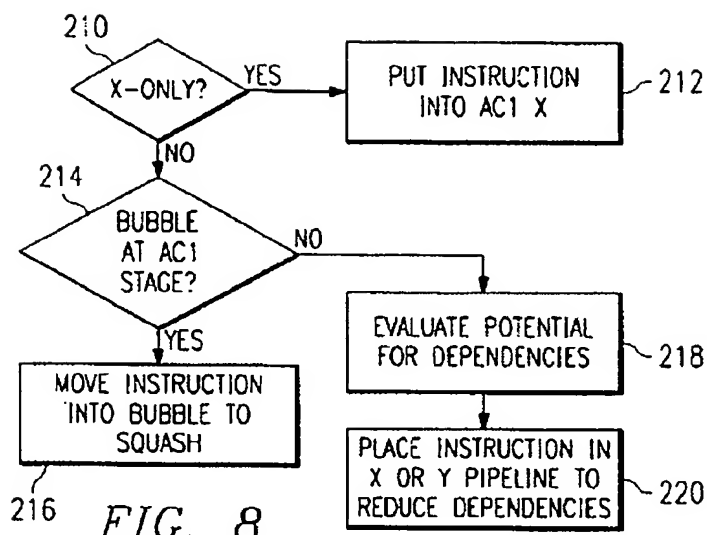 210
X-ONLY?
YES
PUT INSTRUCTION
INTO AC1 X
212
NO
214
BUBBLE
AT AC1
STAGE?
NO
YES
EVALUATE POTENTIAL
FOR DEPENDENCIES
218
MOVE INSTRUCTION
INTO BUBBLE TO
SQUASH
216
PLACE INSTRUCTION IN
X OR Y PIPELINE TO
REDUCE DEPENDENCIES
220
FIG. 8